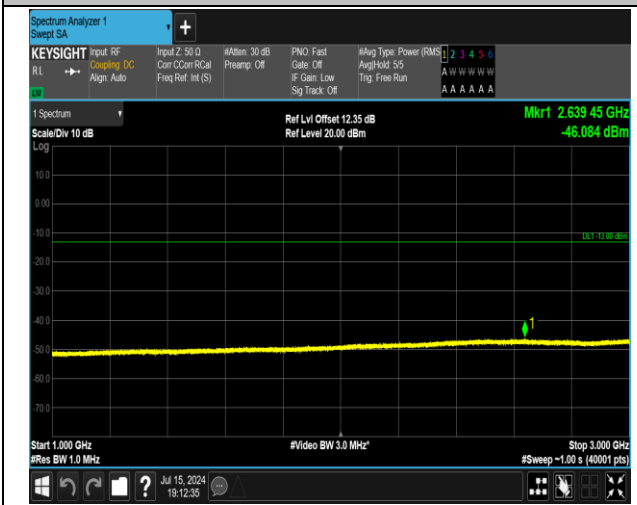 Spectrum Analyzer 1
Swept SA
+
KEYSIGHT
RL
Input: RF
Coupling: DC
Align: Auto
Input Z: 50 Ω
Corr CCorr RCal
Freq Ref: Int (S)
#Atten: 30 dB
Preamp: Off
PNO: Fast
Gate: Off
IF Gain: Low
Sig Track: Off
#Avg Type: Power (RMS
Avg|Hold: 5/5
Trig: Free Run
1 2 3 4 5 6
A W W W W W
A A A A A A
1 Spectrum
Scale/Div 10 dB
Log
Ref Lvl Offset 12.35 dB
Ref Level 20.00 dBm
Mkr1 2.639 45 GHz
-46.084 dBm
10.0
0.00
-10.0
DL1 -13.00 dBm
-20.0
-30.0
-40.0
1
-50.0
-60.0
-70.0
Start 1.000 GHz
#Res BW 1.0 MHz
#Video BW 3.0 MHz*
Stop 3.000 GHz
#Sweep ~1.00 s (40001 pts)
?
Jul 15, 2024
19:12:35